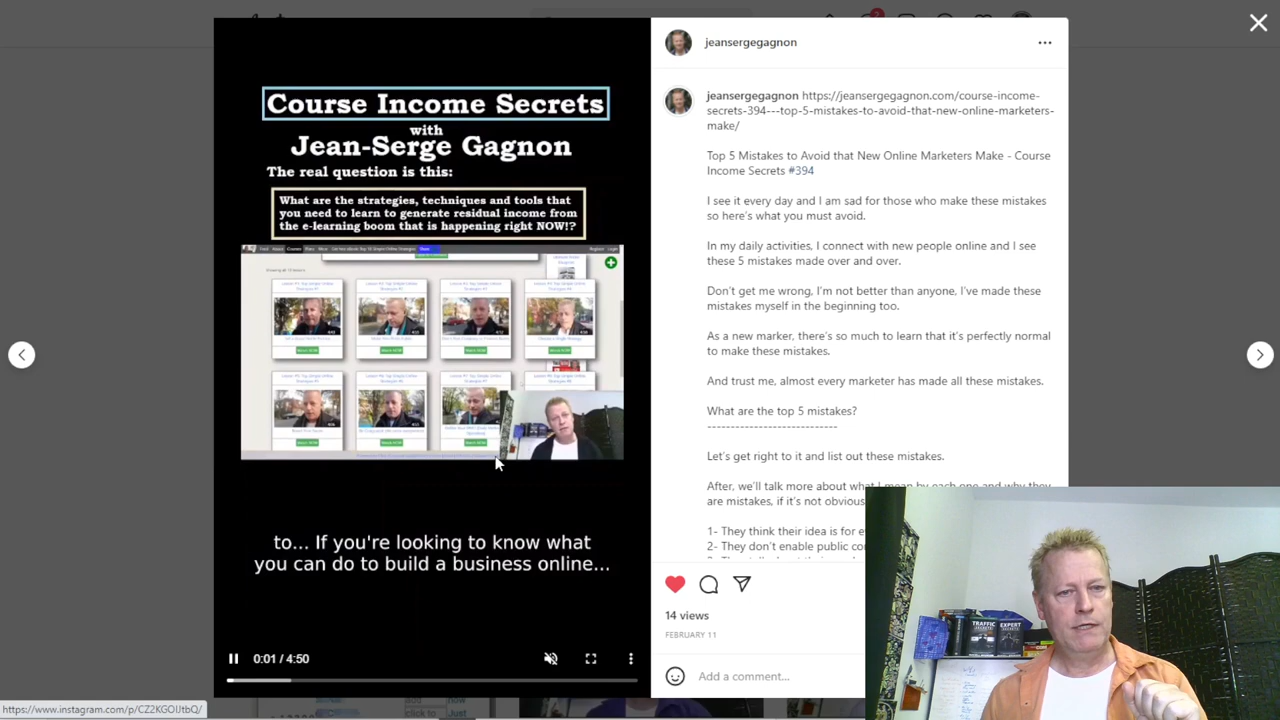 jeansergegagnon
Course Income Secrets
with
Jean-Serge Gagnon
The real question is this:
What are the strategies, techniques and tools that
you need to learn to generate residual income from
the e-learning boom that is happening right NOW!?
to... If you're looking to know what
you can do to build a business online...
0:01 / 4:50
jeansergegagnon https://jeansergegagnon.com/course-income-
secrets-394---top-5-mistakes-to-avoid-that-new-online-marketers-
make/
Top 5 Mistakes to Avoid that New Online Marketers Make - Course
Income Secrets #394
I see it every day and I am sad for those who make these mistakes
so here's what you must avoid.
In my daily activities, I connect with new people online and I see
these 5 mistakes made over and over.
Don't get me wrong, I'm not better than anyone, I've made these
mistakes myself in the beginning too.
As a new marker, there's so much to learn that it's perfectly normal
to make these mistakes.
And trust me, almost every marketer has made all these mistakes.
What are the top 5 mistakes?
--------------------------
Let's get right to it and list out these mistakes.
After, we'll talk more about what I mean by each one and why they
are mistakes, if it's not obvious
1- They think their idea is for
2- They don't enable public
14 views
FEBRUARY 11
Add a comment...
TRAFFIC
SECRETS
EXPERT
SECRETS
https://www.instagram.com/p/CZ2KGOUtbQ/